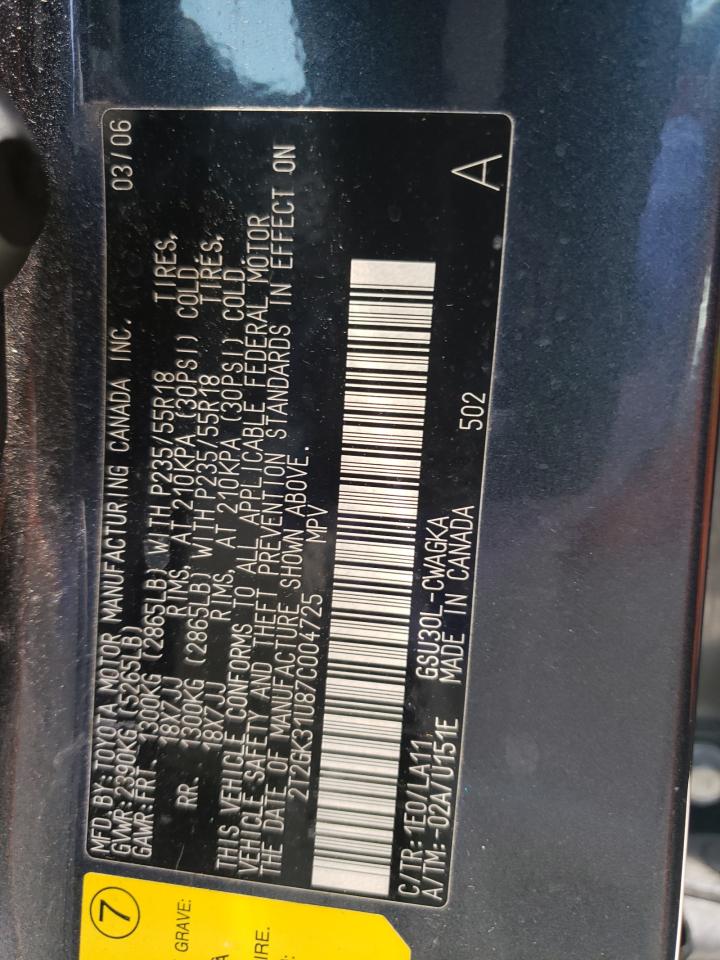 MFD. BY: TOYOTA MOTOR MANUFACTURING CANADA INC. 03/06
GVWR: 2390KG (5265LB)
GAWR: FRT 1300KG (2865LB) WITH P235/55R18 TIRES,
18X7JJ RIMS, AT 210KPA (30PSI) COLD
RR. 1300KG (2865LB) WITH P235/55R18 TIRES,
18X7JJ RIMS, AT 210KPA (30PSI) COLD.
THIS VEHICLE CONFORMS TO ALL APPLICABLE FEDERAL MOTOR
VEHICLE SAFETY AND THEFT PREVENTION STANDARDS IN EFFECT ON
THE DATE OF MANUFACTURE SHOWN ABOVE.
2T2GK31U87C004725 MPV
A
C/TR: 1E0/LA11 GSU30L-CWAGKA
A/TM: -02A/U151E MADE IN CANADA 502
7
GRAVE:
IRE.